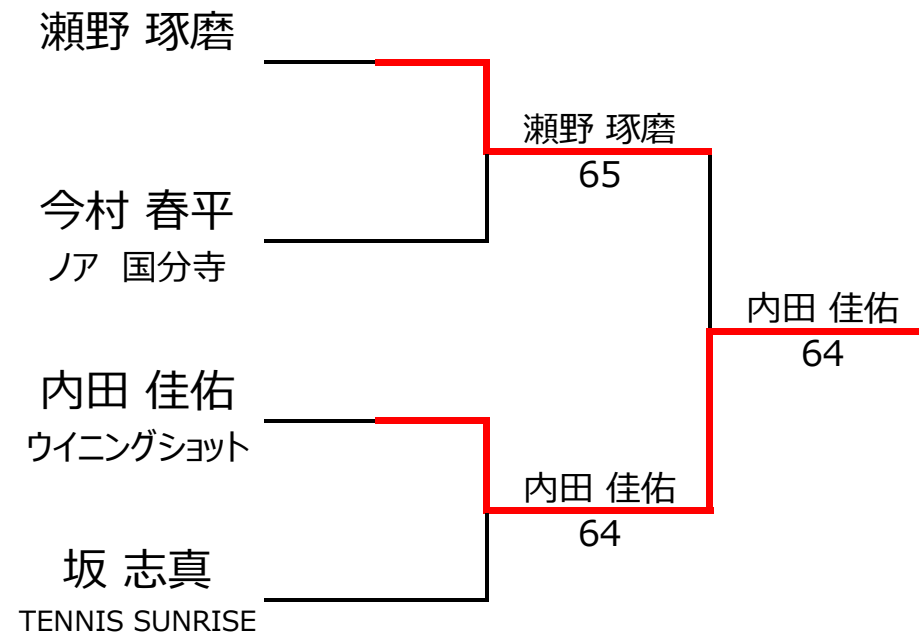 瀬野 琢磨
瀬野 琢磨
65
今村 春平
ノア 国分寺
内田 佳佑
64
内田 佳佑
ウイニングショット
内田 佳佑
64
坂 志真
TENNIS SUNRISE